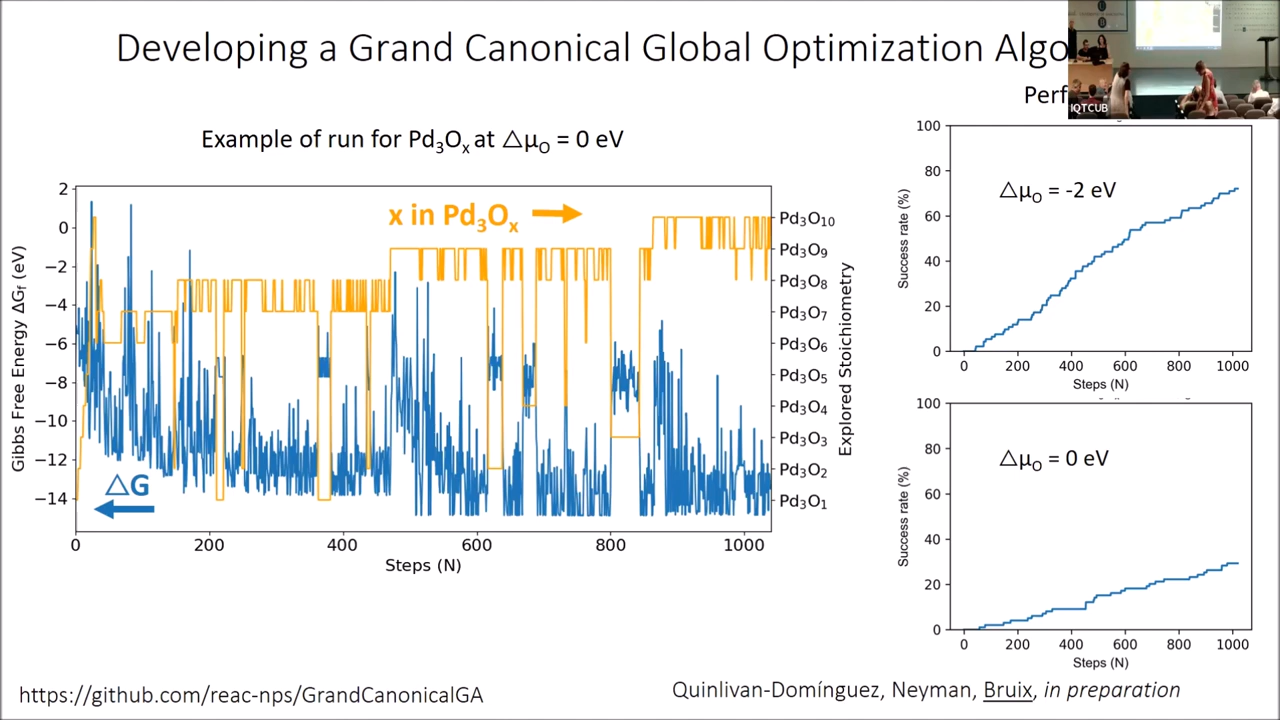 Developing a Grand Canonical Global Optimization Algo
Perf
IQTCUB
Example of run for Pd₃Oₓ at △μ_O = 0 eV
x in Pd₃Oₓ
△G
Gibbs Free Energy ΔG_f (eV)
2
0
−2
−4
−6
−8
−10
−12
−14
0 200 400 600 800 1000
Steps (N)
Pd₃O₁₀
Pd₃O₉
Pd₃O₈
Pd₃O₇
Pd₃O₆
Pd₃O₅
Pd₃O₄
Pd₃O₃
Pd₃O₂
Pd₃O₁
Explored Stoichiometry
△μ_O = -2 eV
Success rate (%)
100
80
60
40
20
0
0 200 400 600 800 1000
Steps (N)
△μ_O = 0 eV
Success rate (%)
100
80
60
40
20
0
0 200 400 600 800 1000
Steps (N)
https://github.com/reac-nps/GrandCanonicalGA
Quinlivan-Domínguez, Neyman, Bruix, in preparation